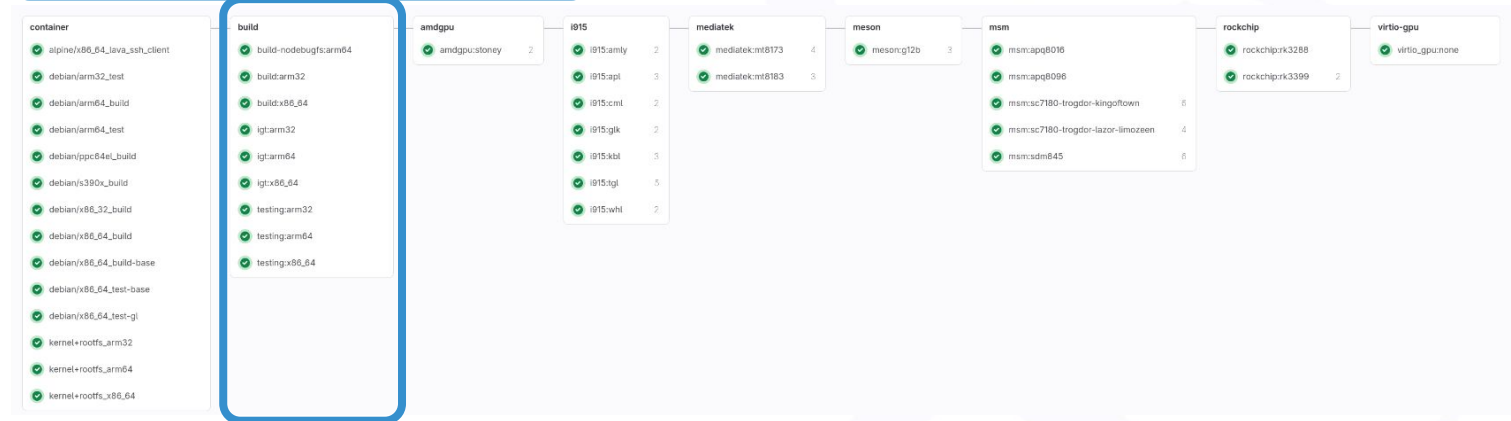 container
alpine/x86_64_lava_ssh_client
debian/arm32_test
debian/arm64_build
debian/arm64_test
debian/ppc64el_build
debian/s390x_build
debian/x86_32_build
debian/x86_64_build
debian/x86_64_build-base
debian/x86_64_test-base
debian/x86_64_test-gl
kernel+rootfs_arm32
kernel+rootfs_arm64
kernel+rootfs_x86_64
build
build-nodebugfs:arm64
build:arm32
build:x86_64
igt:arm32
igt:arm64
igt:x86_64
testing:arm32
testing:arm64
testing:x86_64
amdgpu
amdgpu:stoney 2
i915
i915:amly 2
i915:apl 3
i915:cml 2
i915:glk 2
i915:kbl 3
i915:tgl 5
i915:whl 2
mediatek
mediatek:mt8173 4
mediatek:mt8183 3
meson
meson:g12b 3
msm
msm:apq8016
msm:apq8096
msm:sc7180-trogdor-kingoftown 6
msm:sc7180-trogdor-lazor-limozeen 4
msm:sdm845 6
rockchip
rockchip:rk3288
rockchip:rk3399 2
virtio-gpu
virtio_gpu:none